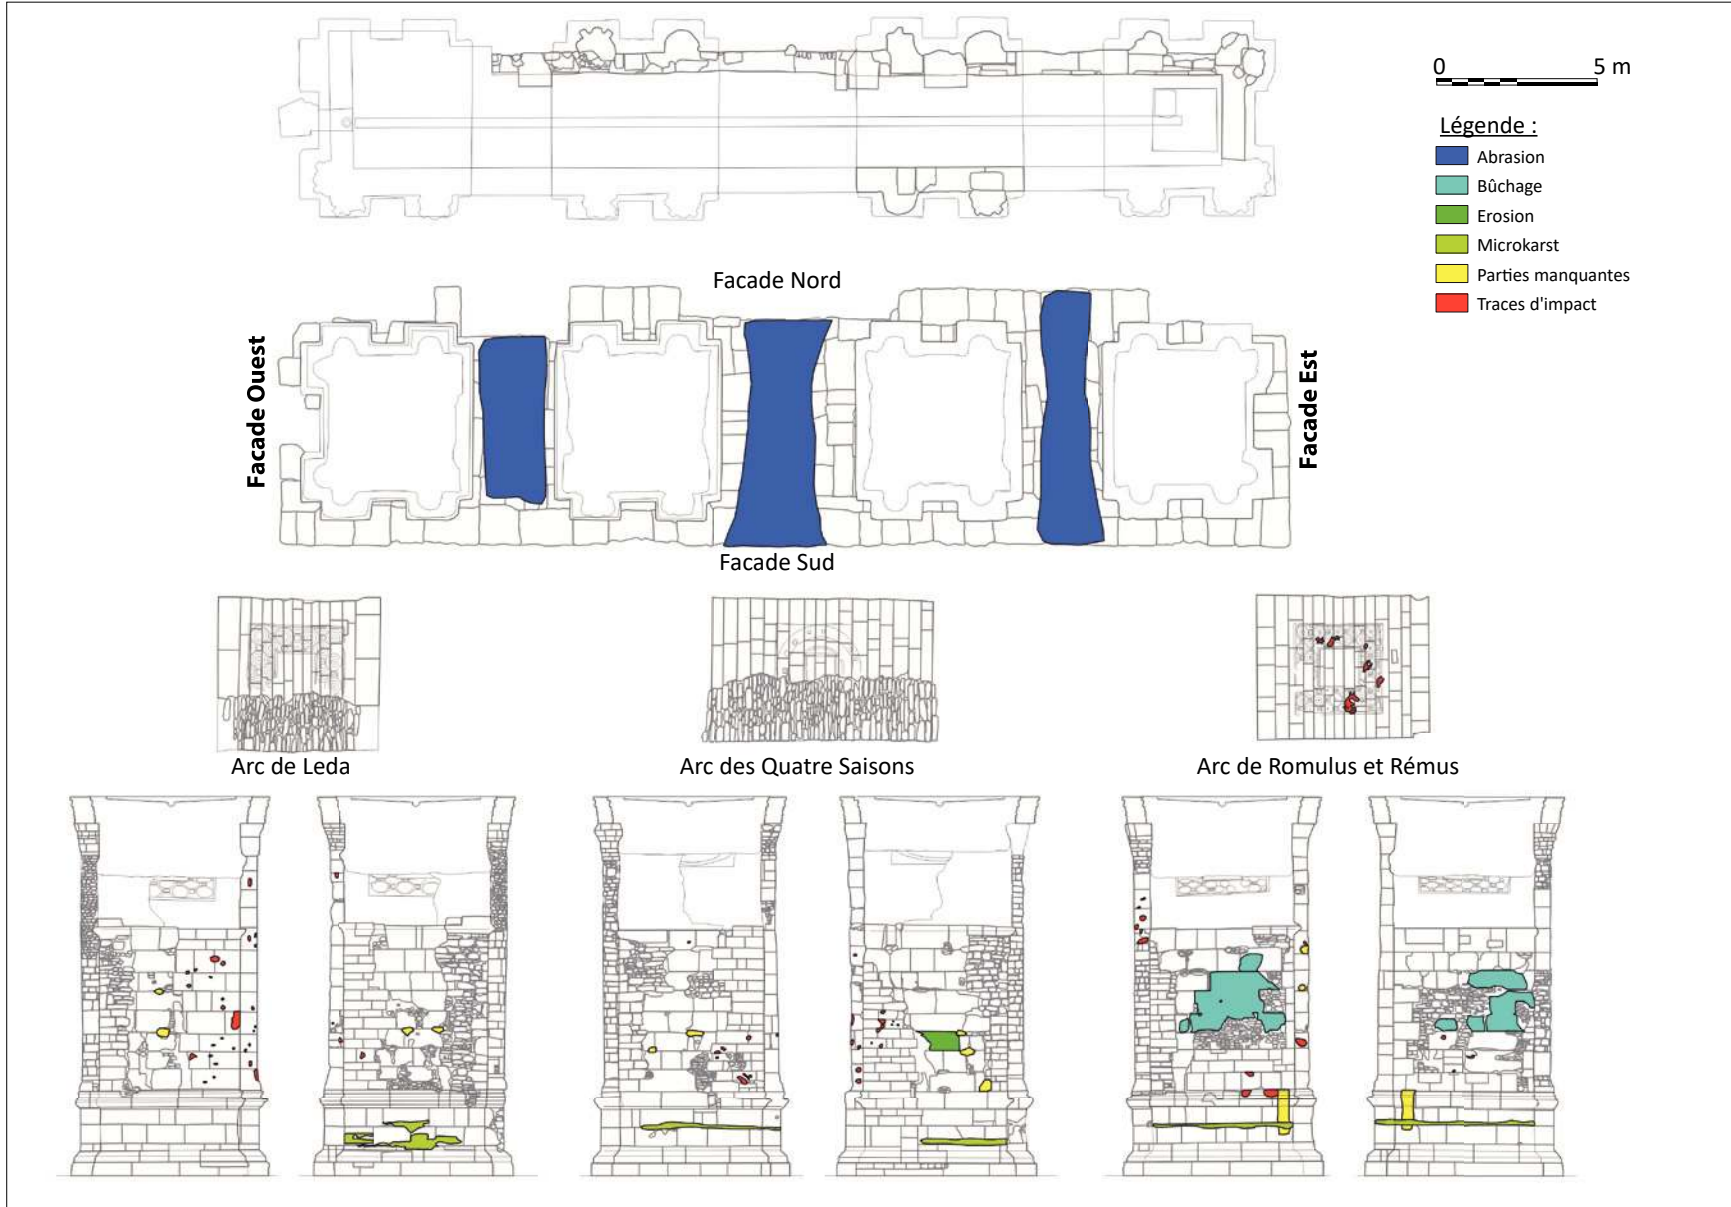 0 5 m
Légende :
Abrasion
Bûchage
Erosion
Microkarst
Parties manquantes
Traces d'impact
Facade Nord
Facade Ouest
Facade Est
Facade Sud
Arc de Leda
Arc des Quatre Saisons
Arc de Romulus et Rémus